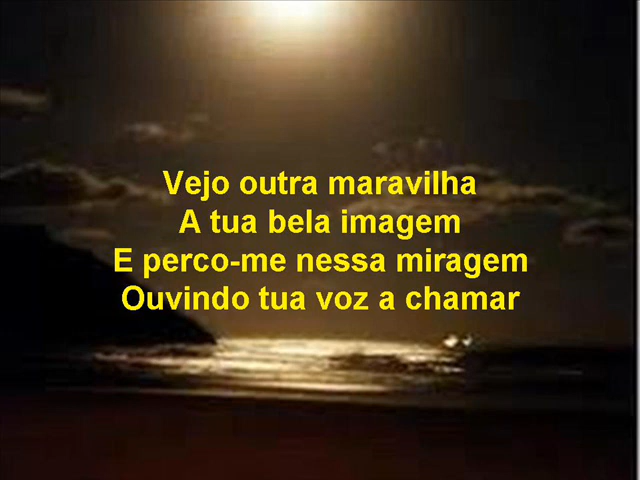 Vejo outra maravilha
A tua bela imagem
E perco-me nessa miragem
Ouvindo tua voz a chamar